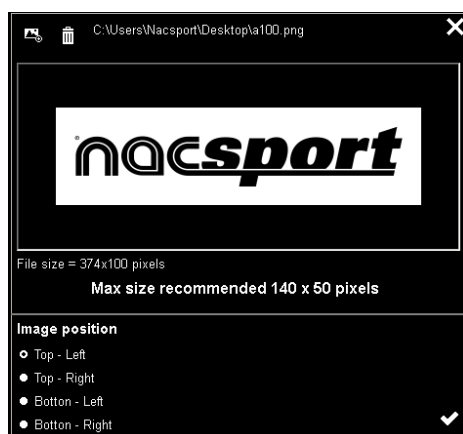 C:\Users\Nacsport\Desktop\a100.png
nacsport
File size = 374x100 pixels
Max size recommended 140 x 50 pixels
Image position
Top - Left
Top - Right
Botton - Left
Botton - Right